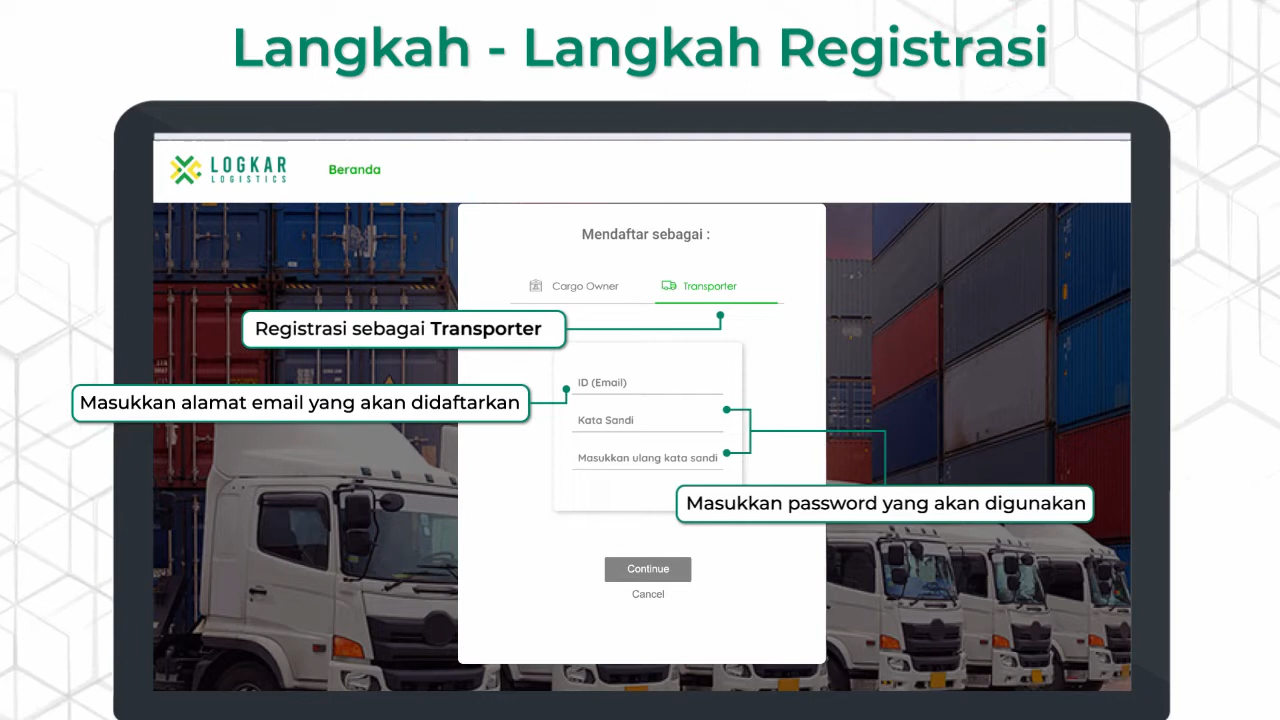 Langkah - Langkah Registrasi
LOGKAR
LOGISTICS
Beranda
Mendaftar sebagai :
Cargo Owner
Transporter
Registrasi sebagai Transporter
ID (Email)
Masukkan alamat email yang akan didaftarkan
Kata Sandi
Masukkan ulang kata sandi
Masukkan password yang akan digunakan
Continue
Cancel